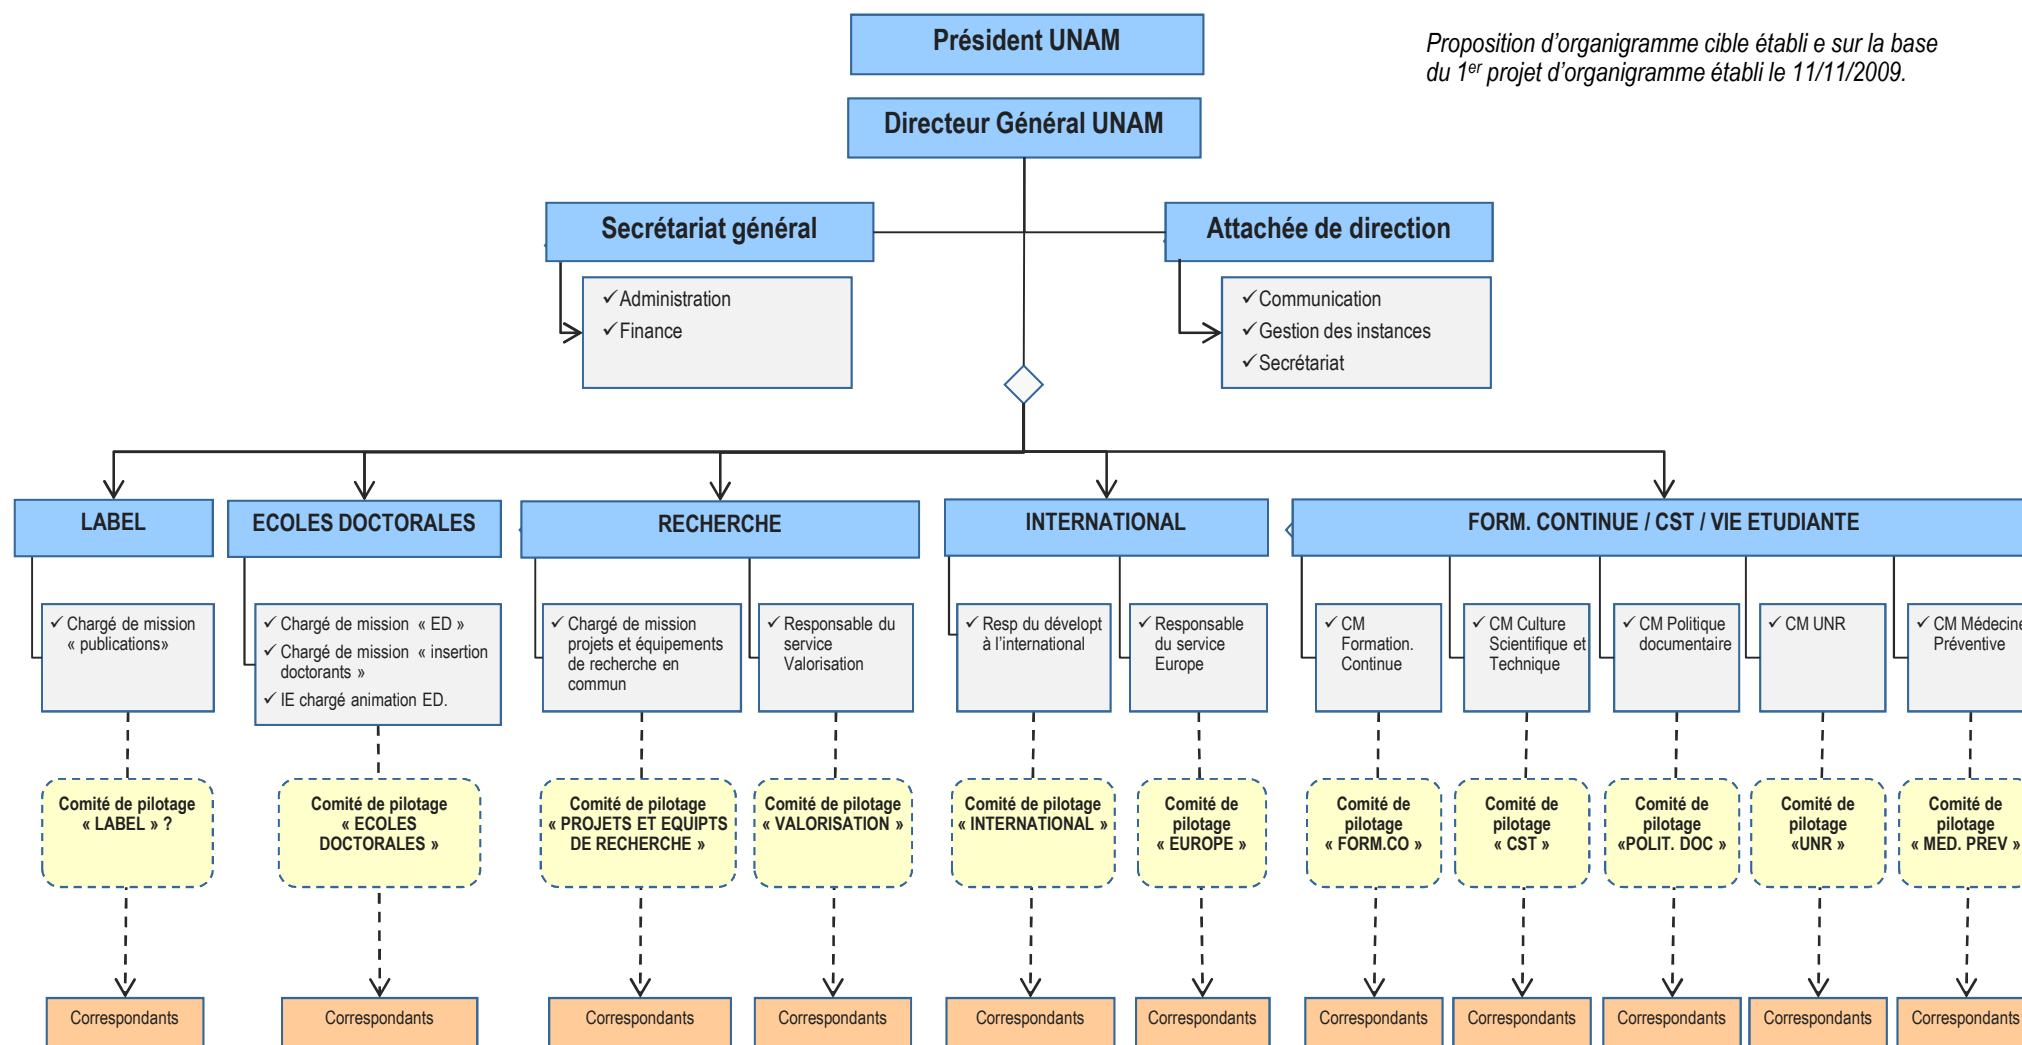 Président UNAM
Proposition d'organigramme cible établi e sur la base
du 1er projet d'organigramme établi le 11/11/2009.
Directeur Général UNAM
Secrétariat général
Attachée de direction
✓Administration
✓Finance
✓Communication
✓Gestion des instances
✓Secrétariat
LABEL
ECOLES DOCTORALES
RECHERCHE
INTERNATIONAL
FORM. CONTINUE / CST / VIE ETUDIANTE
✓ Chargé de mission
« publications»
✓ Chargé de mission « ED »
✓ Chargé de mission « insertion
doctorants »
✓ IE chargé animation ED.
✓ Chargé de mission
projets et équipements
de recherche en
commun
✓ Responsable du
service
Valorisation
✓ Resp du dévelopt
à l'international
✓ Responsable
du service
Europe
✓ CM
Formation.
Continue
✓ CM Culture
Scientifique et
Technique
✓ CM Politique
documentaire
✓ CM UNR
✓ CM Médecine
Préventive
Comité de pilotage
« LABEL » ?
Comité de pilotage
« ECOLES
DOCTORALES »
Comité de pilotage
« PROJETS ET EQUIPTS
DE RECHERCHE »
Comité de pilotage
« VALORISATION »
Comité de pilotage
« INTERNATIONAL »
Comité de
pilotage
« EUROPE »
Comité de
pilotage
« FORM.CO »
Comité de
pilotage
« CST »
Comité de
pilotage
«POLIT. DOC »
Comité de
pilotage
«UNR »
Comité de
pilotage
« MED. PREV »
Correspondants
Correspondants
Correspondants
Correspondants
Correspondants
Correspondants
Correspondants
Correspondants
Correspondants
Correspondants
Correspondants